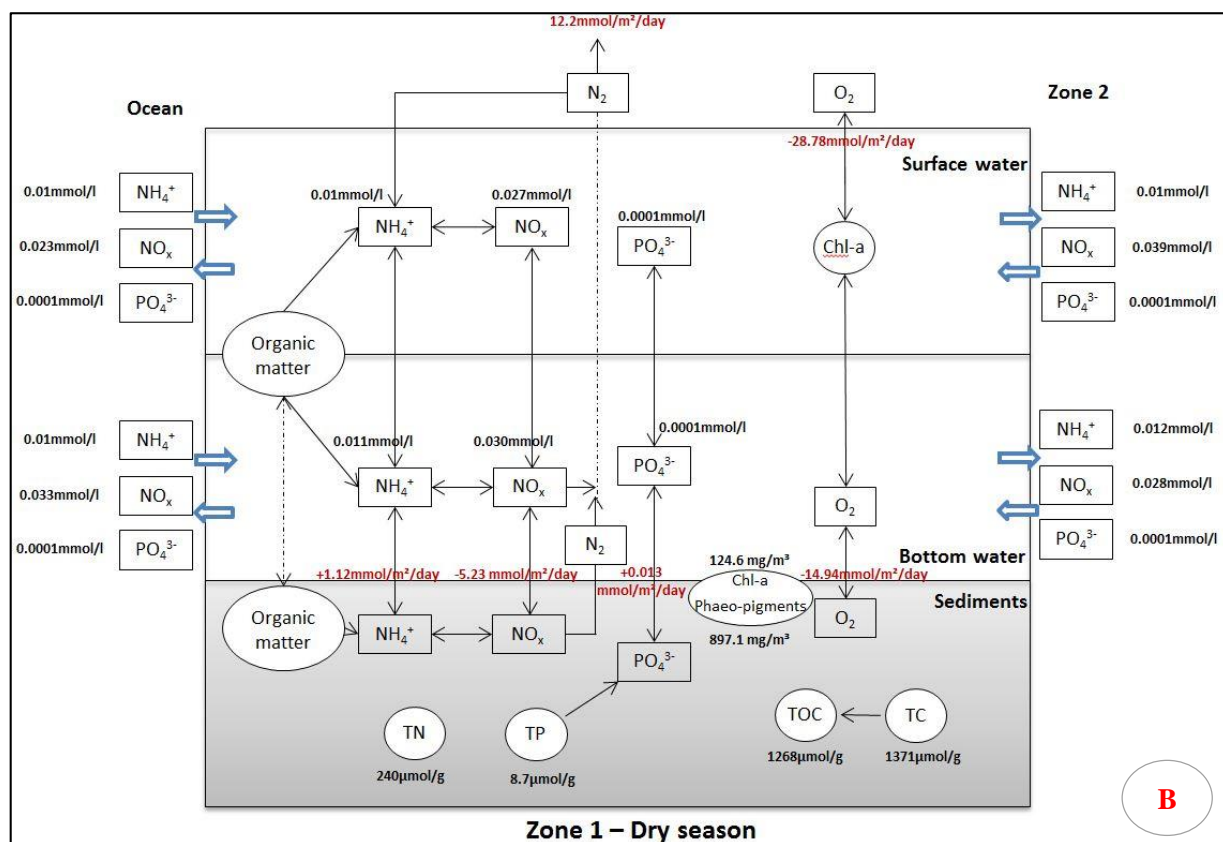 12.2mmol/m²/day
N₂
O₂
Ocean
Zone 2
-28.78mmol/m²/day
Surface water
0.01mmol/l
NH₄⁺
0.01mmol/l
0.027mmol/l
NH₄⁺
0.01mmol/l
NH₄⁺
NOₓ
0.0001mmol/l
0.023mmol/l
NOₓ
PO₄³⁻
Chl-a
NOₓ
0.039mmol/l
0.0001mmol/l
PO₄³⁻
PO₄³⁻
0.0001mmol/l
Organic
matter
0.01mmol/l
NH₄⁺
0.011mmol/l
0.030mmol/l
0.0001mmol/l
NH₄⁺
0.012mmol/l
PO₄³⁻
0.033mmol/l
NOₓ
NH₄⁺
NOₓ
O₂
NOₓ
0.028mmol/l
0.0001mmol/l
PO₄³⁻
N₂
PO₄³⁻
0.0001mmol/l
Bottom water
+1.12mmol/m²/day
-5.23 mmol/m²/day
+0.013
mmol/m²/day
124.6 mg/m³
Chl-a
Phaeo-pigments
897.1 mg/m³
-14.94mmol/m²/day
Sediments
Organic
matter
NH₄⁺
NOₓ
O₂
PO₄³⁻
TN
TP
TOC
TC
240µmol/g
8.7µmol/g
1268µmol/g
1371µmol/g
B
Zone 1 – Dry season